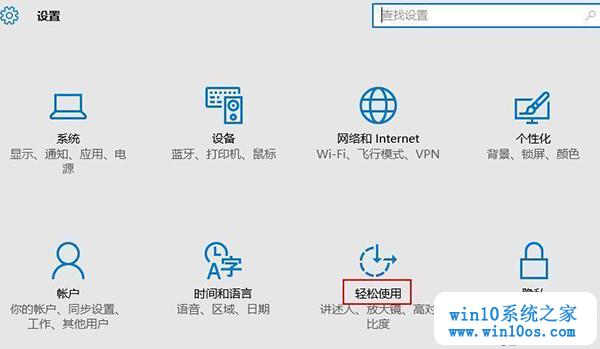 设置
查找设置
系统
显示、通知、应用、电
源
设备
蓝牙、打印机、鼠标
网络和 Internet
Wi-Fi、飞行模式、VPN
个性化
背景、锁屏、颜色
帐户
你的帐户、同步设置、
工作、其他用户
时间和语言
语音、区域、日期
轻松使用
讲述人、放大镜、高对
比度
隐私
win10系统之家
www.win10os.com